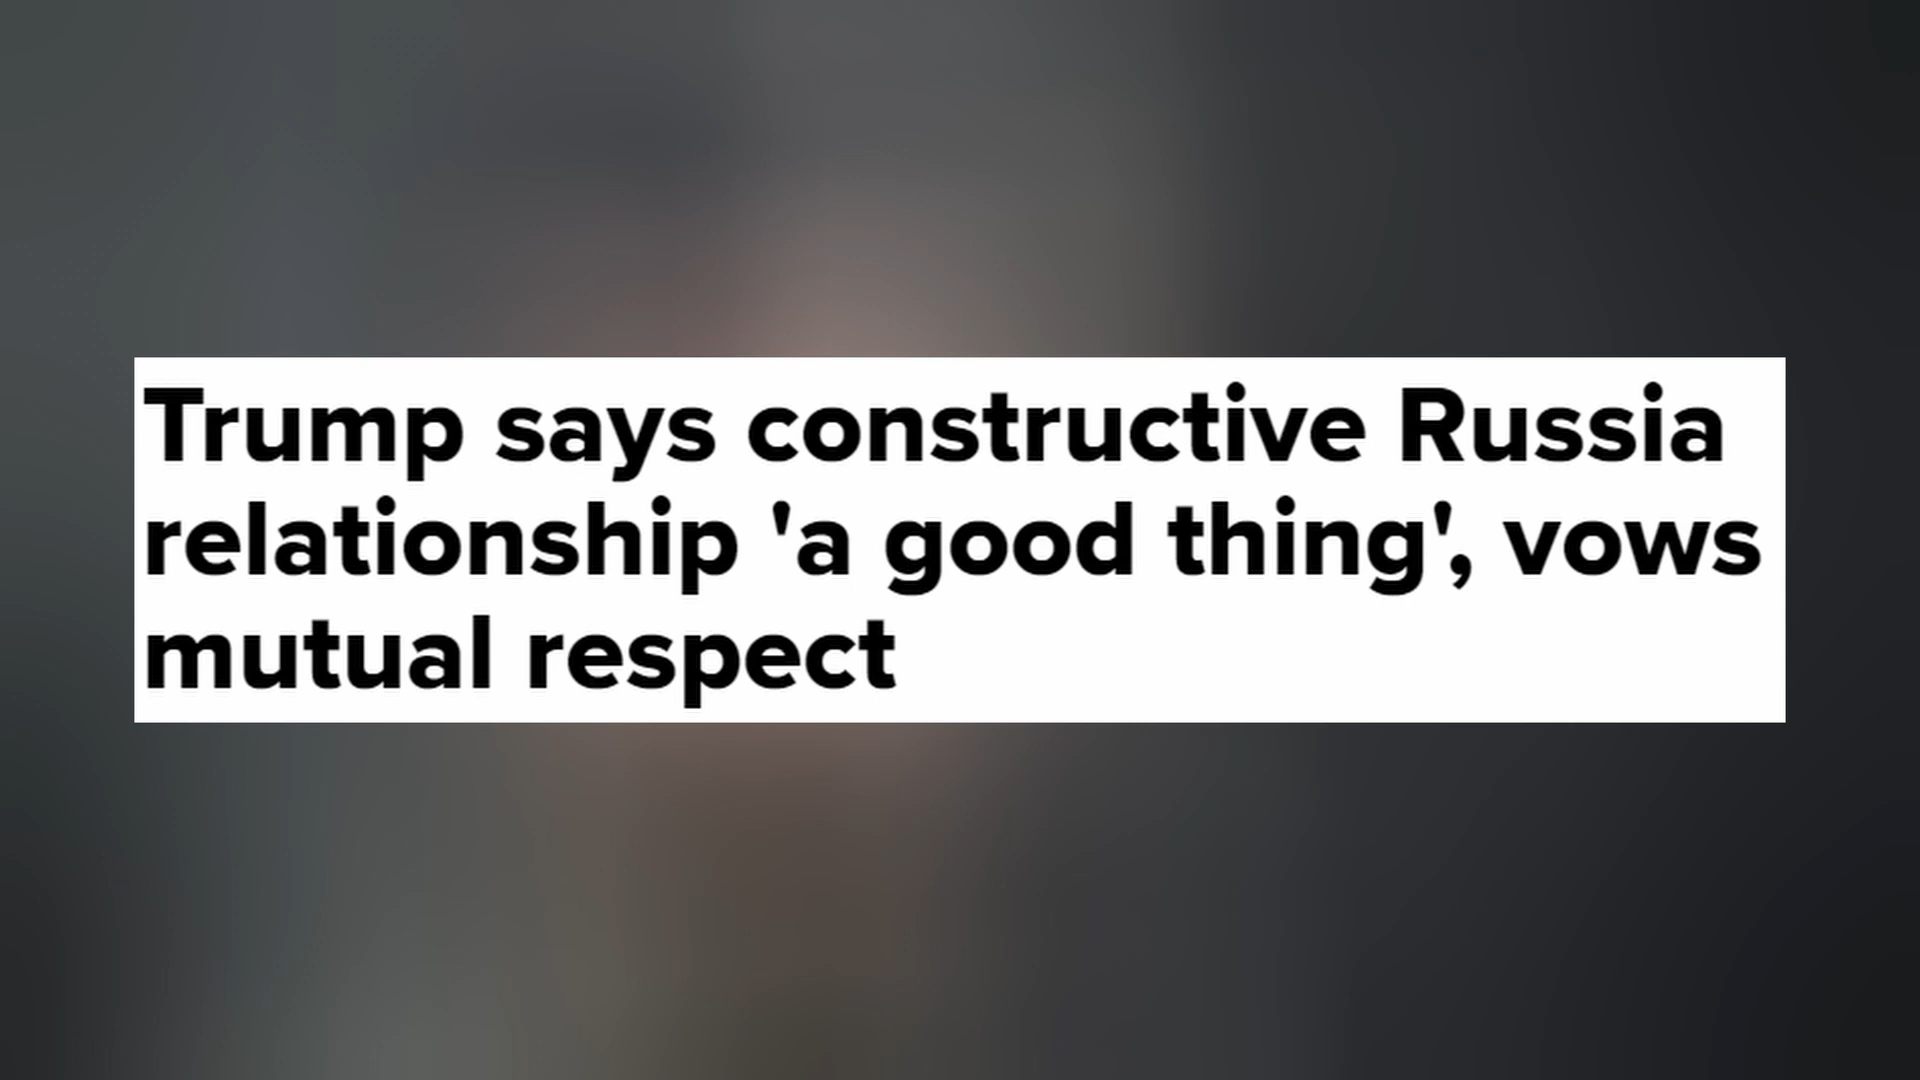 Trump says constructive Russia
relationship 'a good thing', vows
mutual respect